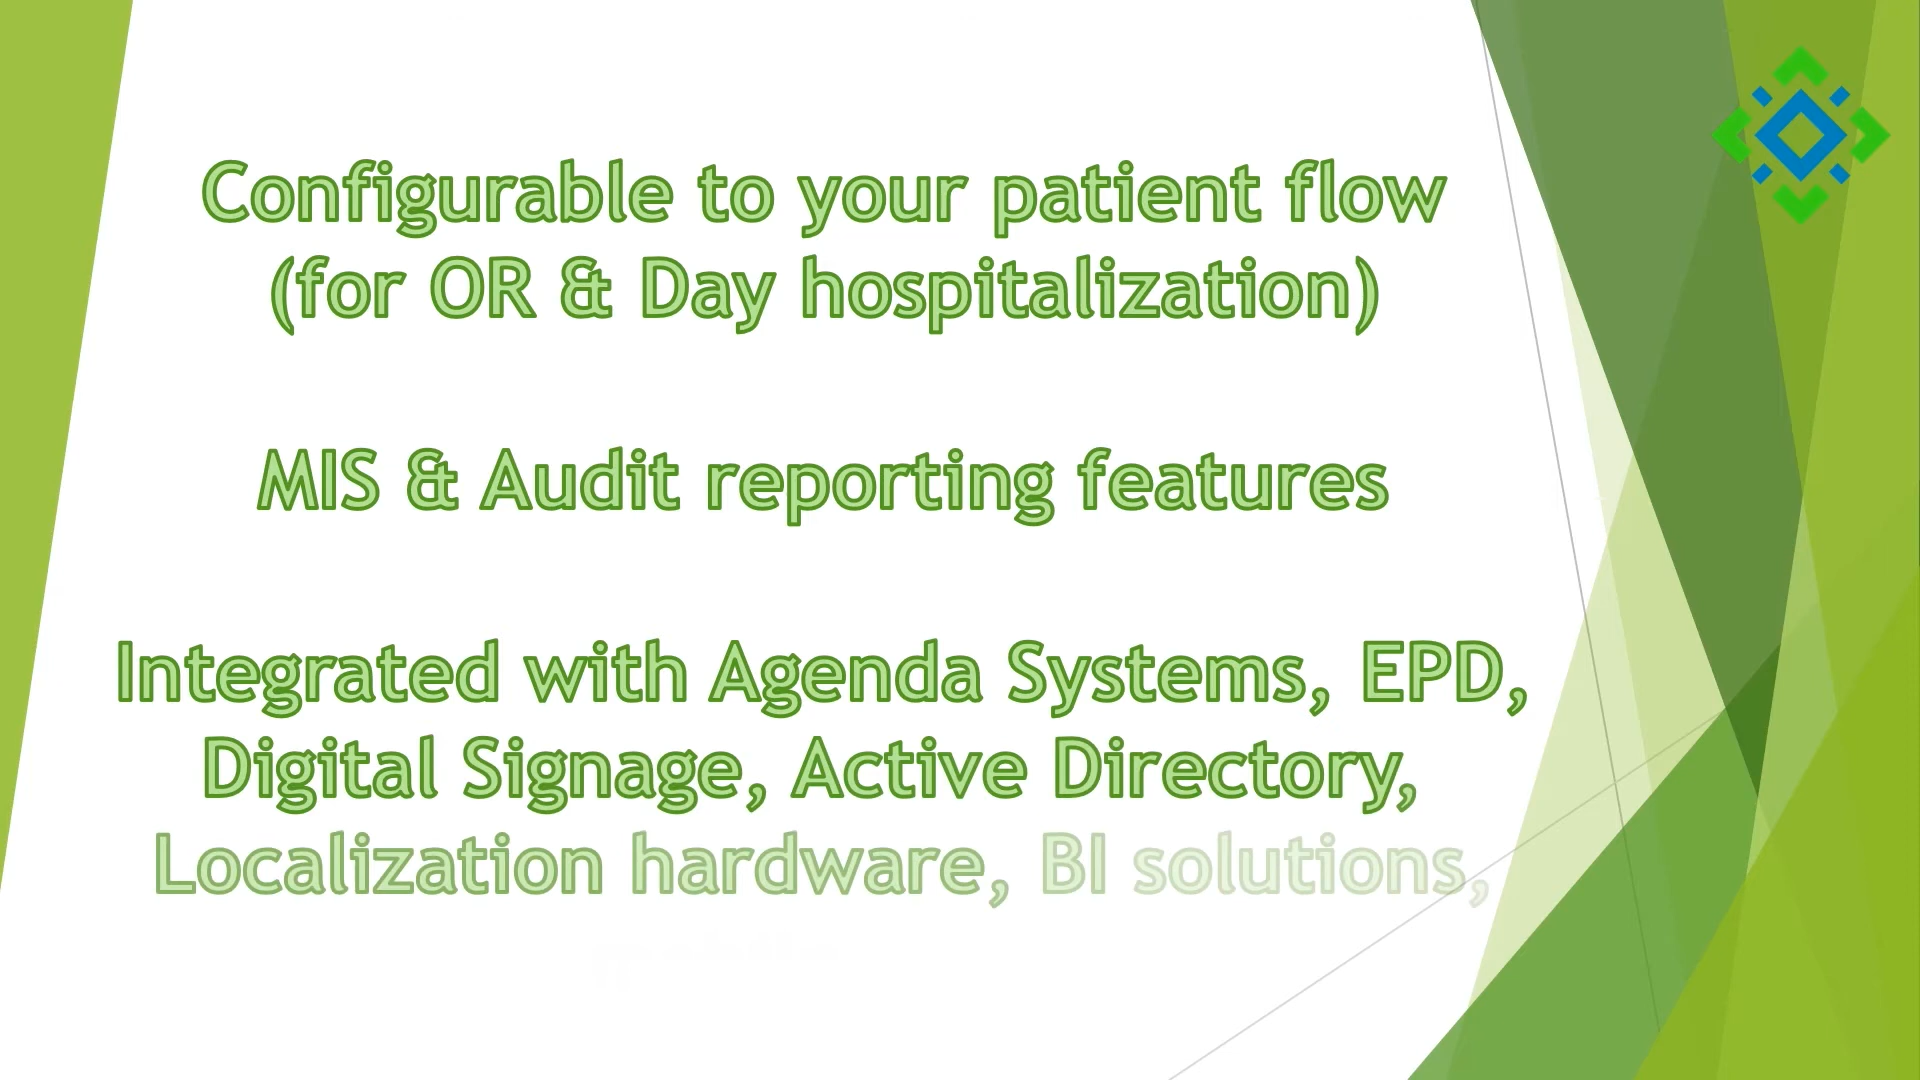 Configurable to your patient flow
(for OR & Day hospitalization)
MIS & Audit reporting features
Integrated with Agenda Systems, EPD,
Digital Signage, Active Directory,
Localization hardware, BI solutions,